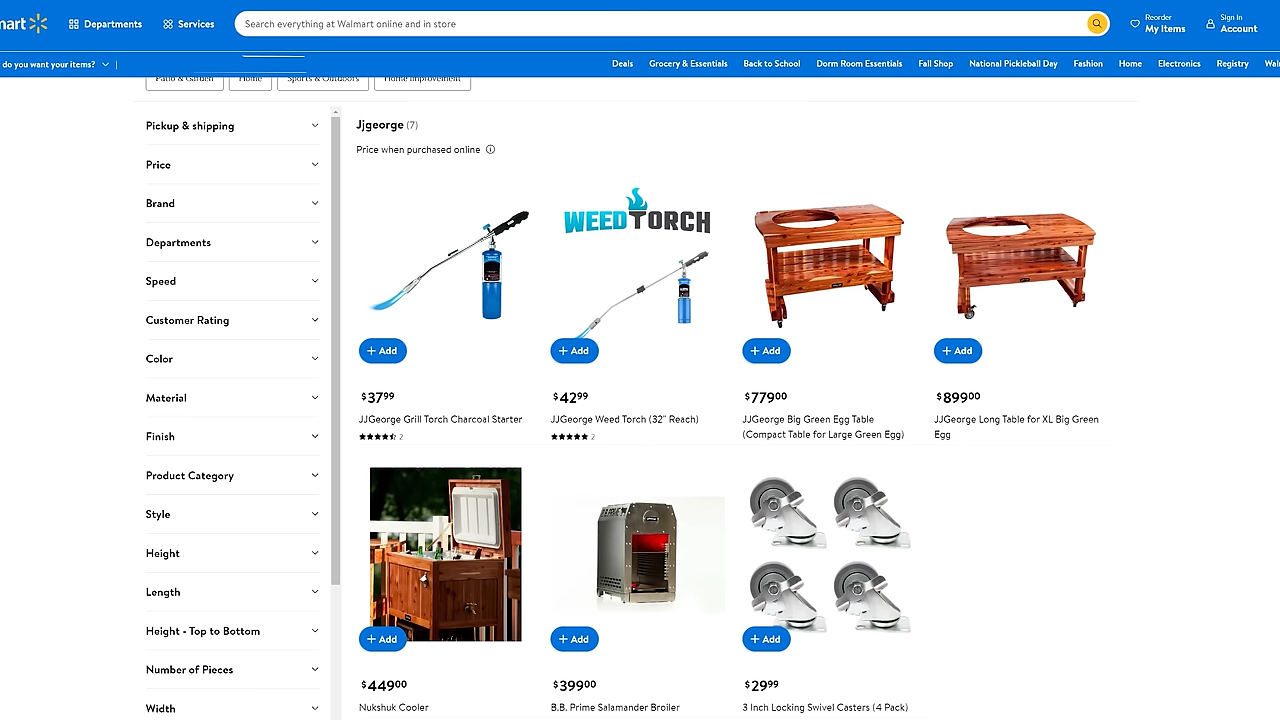 mart
Departments
Services
Search everything at Walmart online and in store
Reorder
My Items
Sign In
Account
do you want your items?
Deals
Grocery & Essentials
Back to School
Dorm Room Essentials
Fall Shop
National Pickleball Day
Fashion
Home
Electronics
Registry
Wal
Patio & Garden
Home
Sports & Outdoors
Home Improvement
Pickup & shipping
Price
Brand
Departments
Speed
Customer Rating
Color
Material
Finish
Product Category
Style
Height
Length
Height - Top to Bottom
Number of Pieces
Width
Jjgeorge (7)
Price when purchased online
WEEDTORCH
+ Add
+ Add
+ Add
+ Add
$37.99
$42.99
$779.00
$899.00
JJGeorge Grill Torch Charcoal Starter
2
JJGeorge Weed Torch (32" Reach)
2
JJGeorge Big Green Egg Table
(Compact Table for Large Green Egg)
JJGeorge Long Table for XL Big Green
Egg
+ Add
+ Add
+ Add
$449.00
$399.00
$29.99
Nukshuk Cooler
B.B. Prime Salamander Broiler
3 Inch Locking Swivel Casters (4 Pack)